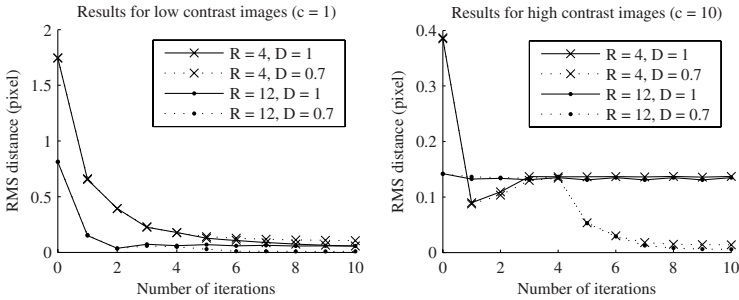 Results for low contrast images (c = 1)
RMS distance (pixel)
2
1.5
1
0.5
0
R = 4, D = 1
R = 4, D = 0.7
R = 12, D = 1
R = 12, D = 0.7
0 2 4 6 8 10
Number of iterations
Results for high contrast images (c = 10)
RMS distance (pixel)
0.4
0.3
0.2
0.1
0
R = 4, D = 1
R = 4, D = 0.7
R = 12, D = 1
R = 12, D = 0.7
0 2 4 6 8 10
Number of iterations